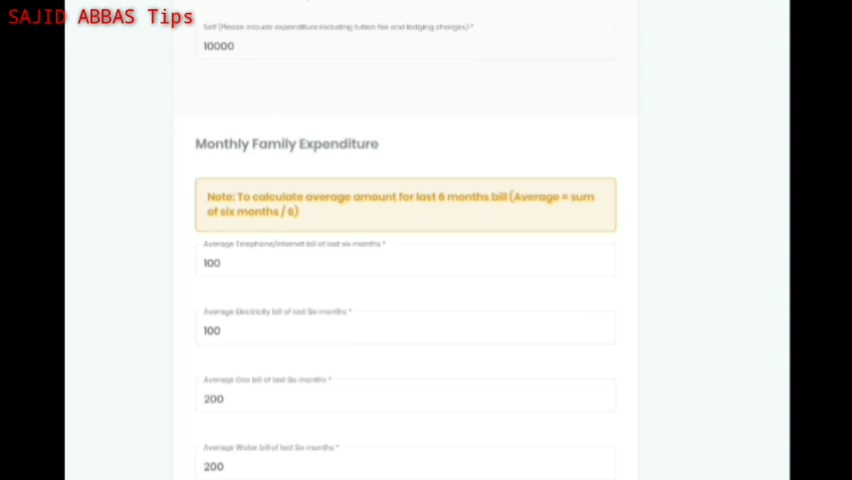 SAJID ABBAS Tips
Self (Please include expenditure including tution fee and lodging charges) *
10000
Monthly Family Expenditure
Note: To calculate average amount for last 6 months bill (Average = sum
of six months / 6)
Average Telephone/internet bill of last six months *
100
Average Electricity bill of last Six months *
100
Average Gas bill of last Six months *
200
Average Water bill of last Six months *
200